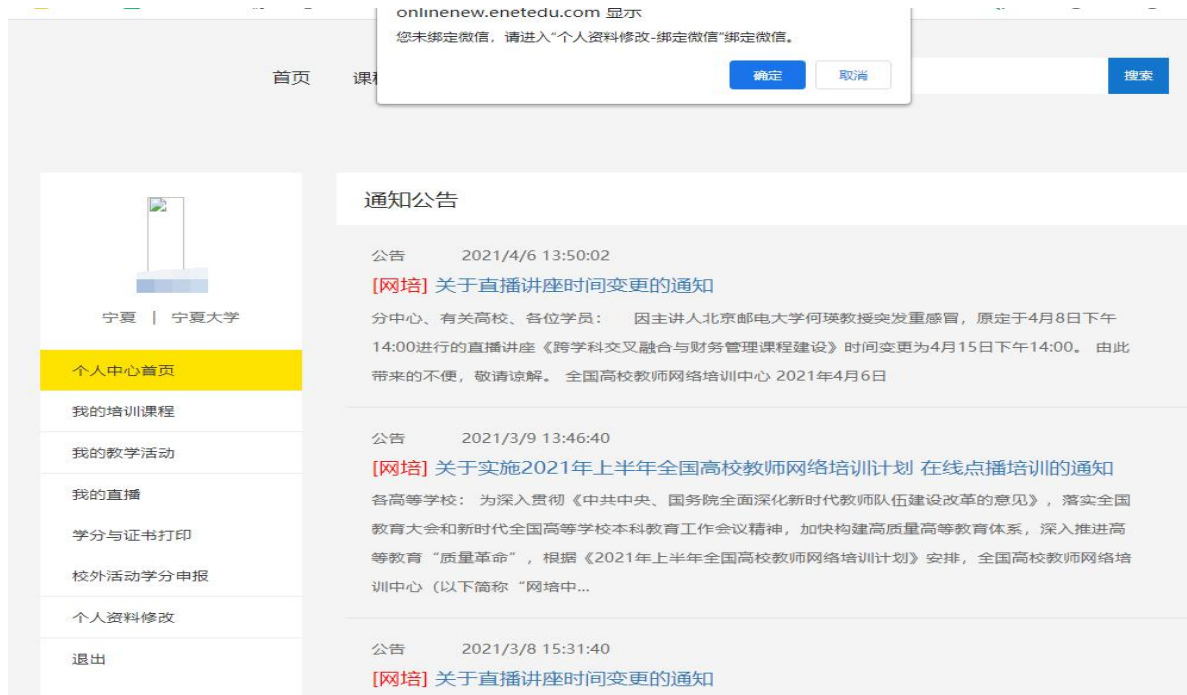 onlinenew.enetedu.com 显示
您未绑定微信，请进入“个人资料修改-绑定微信”绑定微信。
确定 取消
首页 课程
搜索
宁夏 | 宁夏大学
个人中心首页
我的培训课程
我的教学活动
我的直播
学分与证书打印
校外活动学分申报
个人资料修改
退出
通知公告
公告 2021/4/6 13:50:02
[网培] 关于直播讲座时间变更的通知
分中心、有关高校、各位学员： 因主讲人北京邮电大学何瑛教授突发重感冒，原定于4月8日下午
14:00进行的直播讲座《跨学科交叉融合与财务管理课程建设》时间变更为4月15日下午14:00。 由此
带来的不便，敬请谅解。 全国高校教师网络培训中心 2021年4月6日
公告 2021/3/9 13:46:40
[网培] 关于实施2021年上半年全国高校教师网络培训计划 在线点播培训的通知
各高等学校： 为深入贯彻《中共中央、国务院全面深化新时代教师队伍建设改革的意见》，落实全国
教育大会和新时代全国高等学校本科教育工作会议精神，加快构建高质量高等教育体系，深入推进高
等教育“质量革命”，根据《2021年上半年全国高校教师网络培训计划》安排，全国高校教师网络培
训中心（以下简称“网培中...
公告 2021/3/8 15:31:40
[网培] 关于直播讲座时间变更的通知